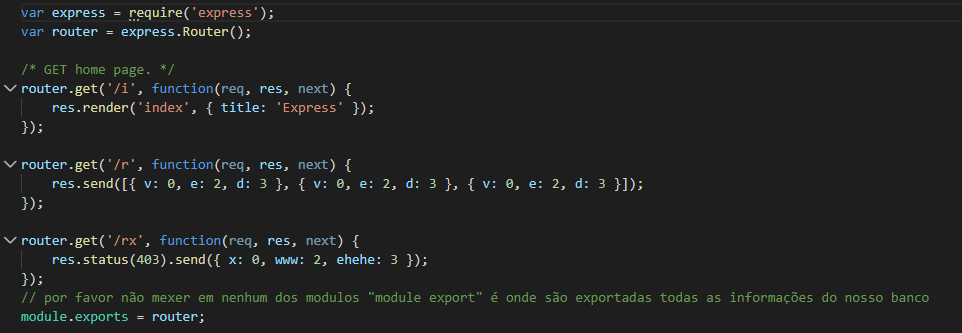 var express = require('express');
var router = express.Router();
/* GET home page. */
router.get('/i', function(req, res, next) {
res.render('index', { title: 'Express' });
});
router.get('/r', function(req, res, next) {
res.send([{ v: 0, e: 2, d: 3 }, { v: 0, e: 2, d: 3 }, { v: 0, e: 2, d: 3 }]);
});
router.get('/rx', function(req, res, next) {
res.status(403).send({ x: 0, www: 2, ehehe: 3 });
});
// por favor não mexer em nenhum dos modulos "module export" é onde são exportadas todas as informações do nosso banco
module.exports = router;